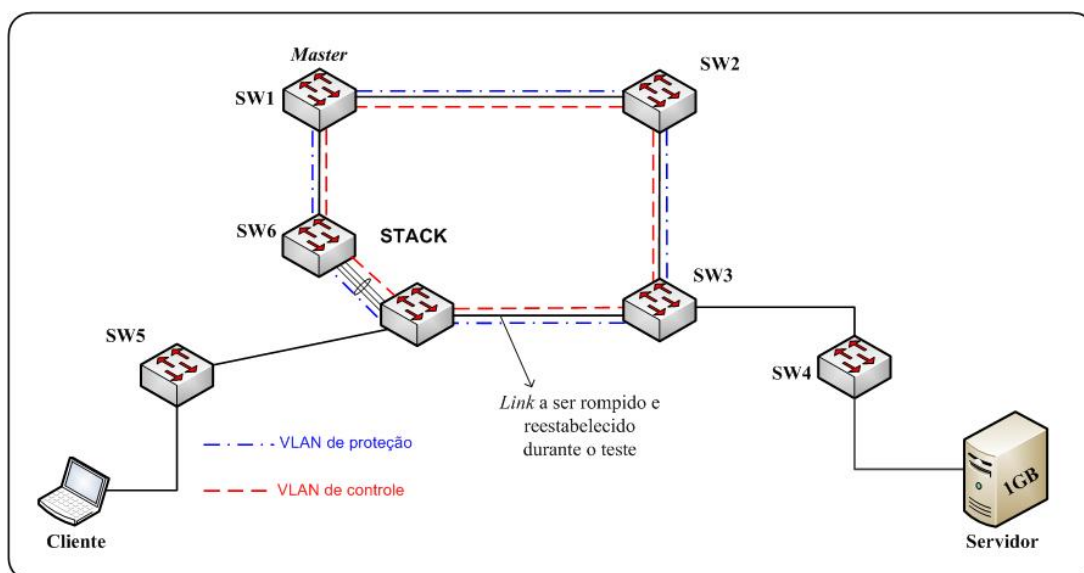 Master
SW1
SW2
SW6
STACK
SW3
SW5
SW4
Link a ser rompido e
reestabelecido
durante o teste
VLAN de proteção
VLAN de controle
1GB
Cliente
Servidor